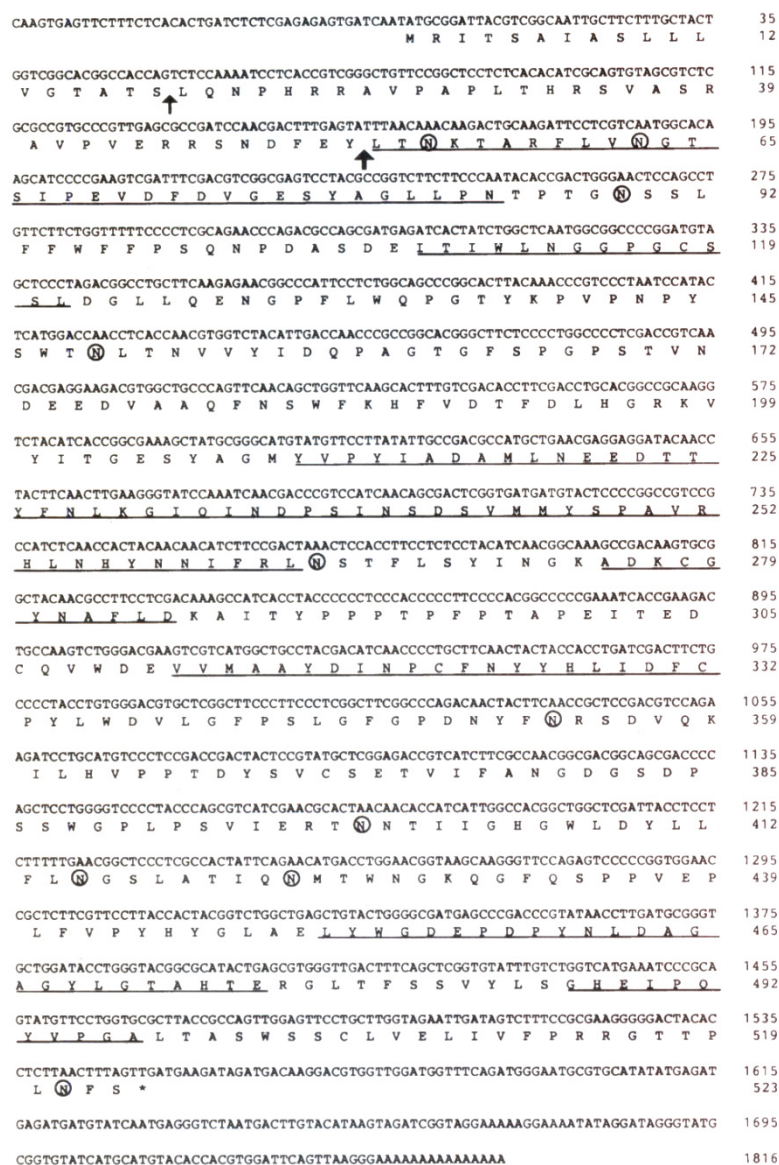 CAAGTGAGTTCTTTCTCACACTGATCTCTCGAGAGAGTGATCAATATGCGGATTACGTCGGCAATTGCTTCTTTGCTACT 35
M R I T S A I A S L L L 12
GGTCGGCACGGCCACCAGTCTCCAAAATCCTCACCGTCGGGCTGTTCCGGCTCCTCTCACACATCGCAGTGTAGCGTCTC 115
V G T A T S L Q N P H R R A V P A P L T H R S V A S R 39
GCGCCGTGCCCGTTGAGCGCCGATCCAACGACTTTGAGTATTTAACAAACAAGACTGCAAGATTCCTCGTCAATGGCACA 195
A V P V E R R S N D F E Y L T N K T A R F L V N G T 65
AGCATCCCCGAAGTCGATTTCGACGTCGGCGAGTCCTACGCCGGTCTTCTTCCCAATACACCGACTGGGAACTCCAGCCT 275
S I P E V D F D V G E S Y A G L L P N T P T G N S S L 92
GTTCTTCTGGTTTTTCCCCTCGCAGAACCCAGACGCCAGCGATGAGATCACTATCTGGCTCAATGGCGGCCCCGGATGTA 335
F F W F F P S Q N P D A S D E I T I W L N G G P G C S 119
GCTCCCTAGACGGCCTGCTTCAAGAGAACGGCCCATTCCTCTGGCAGCCCGGCACTTACAAACCCGTCCCTAATCCATAC 415
S L D G L L Q E N G P F L W Q P G T Y K P V P N P Y 145
TCATGGACCAACCTCACCAACGTGGTCTACATTGACCAACCCGCCGGCACGGGCTTCTCCCCTGGCCCCTCGACCGTCAA 495
S W T N L T N V V Y I D Q P A G T G F S P G P S T V N 172
CGACGAGGAAGACGTGGCTGCCCAGTTCAACAGCTGGTTCAAGCACTTTGTCGACACCTTCGACCTGCACGGCCGCAAGG 575
D E E D V A A Q F N S W F K H F V D T F D L H G R K V 199
TCTACATCACCGGCGAAAGCTATGCGGGCATGTATGTTCCTTATATTGCCGACGCCATGCTGAACGAGGAGGATACAACC 655
Y I T G E S Y A G M Y V P Y I A D A M L N E E D T T 225
TACTTCAACTTGAAGGGTATCCAAATCAACGACCCGTCCATCAACAGCGACTCGGTGATGATGTACTCCCCGGCCGTCCG 735
Y F N L K G I Q I N D P S I N S D S V M M Y S P A V R 252
CCATCTCAACCACTACAACAACATCTTCCGACTAAACTCCACCTTCCTCTCCTACATCAACGGCAAAGCCGACAAGTGCG 815
H L N H Y N N I F R L N S T F L S Y I N G K A D K C G 279
GCTACAACGCCTTCCTCGACAAAGCCATCACCTACCCCCCTCCCACCCCCTTCCCCACGGCCCCCGAAATCACCGAAGAC 895
Y N A F L D K A I T Y P P P T P F P T A P E I T E D 305
TGCCAAGTCTGGGACGAAGTCGTCATGGCTGCCTACGACATCAACCCCTGCTTCAACTACTACCACCTGATCGACTTCTG 975
C Q V W D E V V M A A Y D I N P C F N Y Y H L I D F C 332
CCCCTACCTGTGGGACGTGCTCGGCTTCCCTTCCCTCGGCTTCGGCCCAGACAACTACTTCAACCGCTCCGACGTCCAGA 1055
P Y L W D V L G F P S L G F G P D N Y F N R S D V Q K 359
AGATCCTGCATGTCCCTCCGACCGACTACTCCGTATGCTCGGAGACCGTCATCTTCGCCAACGGCGACGGCAGCGACCCC 1135
I L H V P P T D Y S V C S E T V I F A N G D G S D P 385
AGCTCCTGGGGTCCCCTACCCAGCGTCATCGAACGCACTAACAACACCATCATTGGCCACGGCTGGCTCGATTACCTCCT 1215
S S W G P L P S V I E R T N N T I I G H G W L D Y L L 412
CTTTTTGAACGGCTCCCTCGCCACTATTCAGAACATGACCTGGAACGGTAAGCAAGGGTTCCAGAGTCCCCCGGTGGAAC 1295
F L N G S L A T I Q N M T W N G K Q G F Q S P P V E P 439
CGCTCTTCGTTCCTTACCACTACGGTCTGGCTGAGCTGTACTGGGGCGATGAGCCCGACCCGTATAACCTTGATGCGGGT 1375
L F V P Y H Y G L A E L Y W G D E P D P Y N L D A G 465
GCTGGATACCTGGGTACGGCGCATACTGAGCGTGGGTTGACTTTCAGCTCGGTGTATTTGTCTGGTCATGAAATCCCGCA 1455
A G Y L G T A H T E R G L T F S S V Y L S G H E I P Q 492
GTATGTTCCTGGTGCGCTTACCGCCAGTTGGAGTTCCTGCTTGGTAGAATTGATAGTCTTTCCGCGAAGGGGGACTACAC 1535
Y V P G A L T A S W S S C L V E L I V F P R R G T T P 519
CTCTTAACTTTAGTTGATGAAGATAGATGACAAGGACGTGGTTGGATGGTTTCAGATGGGAATGCGTGCATATATGAGAT 1615
L N F S * 523
GAGATGATGTATCAATGAGGGTCTAATGACTTGTACATAAGTAGATCGGTAGGAAAAAGGAAAATATAGGATAGGGTATG 1695
CGGTGTATCATGCATGTACACCACGTGGATTCAGTTAAGGGAAAAAAAAAAAAAAA 1816